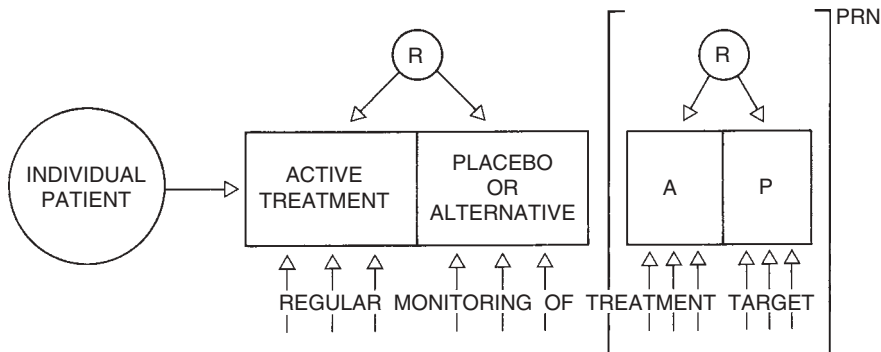 PRN
R
R
INDIVIDUAL
PATIENT
ACTIVE
TREATMENT
PLACEBO
OR
ALTERNATIVE
A
P
REGULAR MONITORING OF TREATMENT TARGET